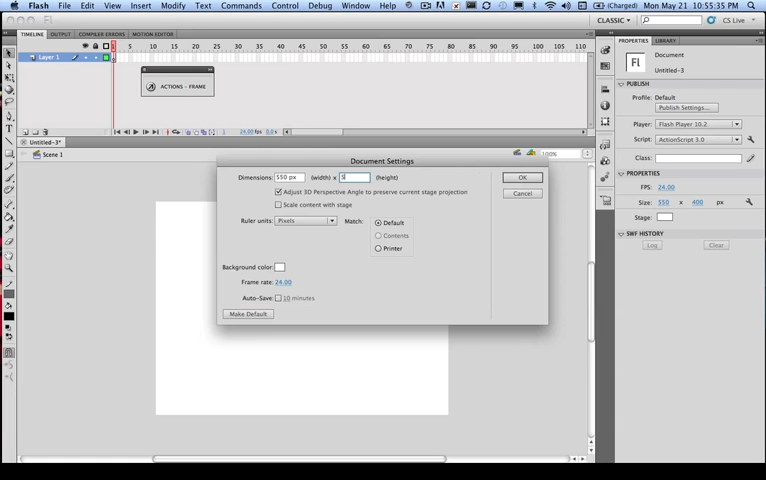 Flash File Edit View Insert Modify Text Commands Control Debug Window Help (Charged) Mon May 21 10:55:35 PM
Fl CLASSIC CS Live
TIMELINE OUTPUT COMPILER ERRORS MOTION EDITOR
1 5 10 15 20 25 30 35 40 45 50 55 60 65 70 75 80 85 90 95 100 105 110
Layer 1
ACTIONS - FRAME
1 24.00 fps 0.0 s
Untitled-3*
Scene 1 100%
Document Settings
Dimensions: 550 px (width) x 5 (height)
Adjust 3D Perspective Angle to preserve current stage projection
Scale content with stage
Ruler units: Pixels Match: Default
Contents
Printer
Background color:
Frame rate: 24.00
Auto-Save: 10 minutes
Make Default
OK
Cancel
PROPERTIES LIBRARY
Fl Document
Untitled-3
PUBLISH
Profile: Default
Publish Settings...
Player: Flash Player 10.2
Script: ActionScript 3.0
Class:
PROPERTIES
FPS: 24.00
Size: 550 x 400 px
Stage:
SWF HISTORY
Log Clear